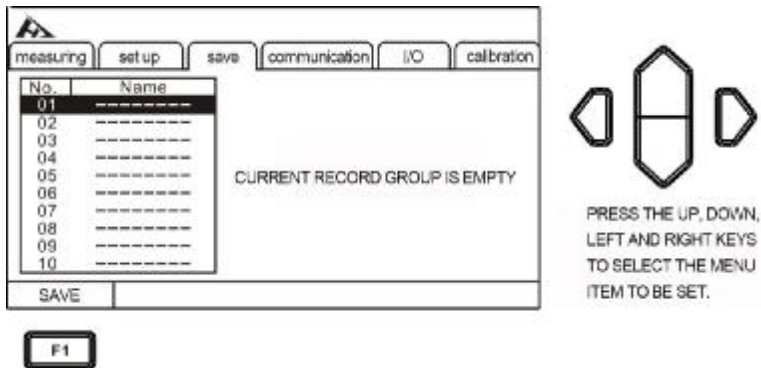 measuring set up save communication I/O calibration
No. Name
01 --------
02 --------
03 --------
04 --------
05 --------
06 --------
07 --------
08 --------
09 --------
10 --------
CURRENT RECORD GROUP IS EMPTY
SAVE
F1
PRESS THE UP, DOWN,
LEFT AND RIGHT KEYS
TO SELECT THE MENU
ITEM TO BE SET.